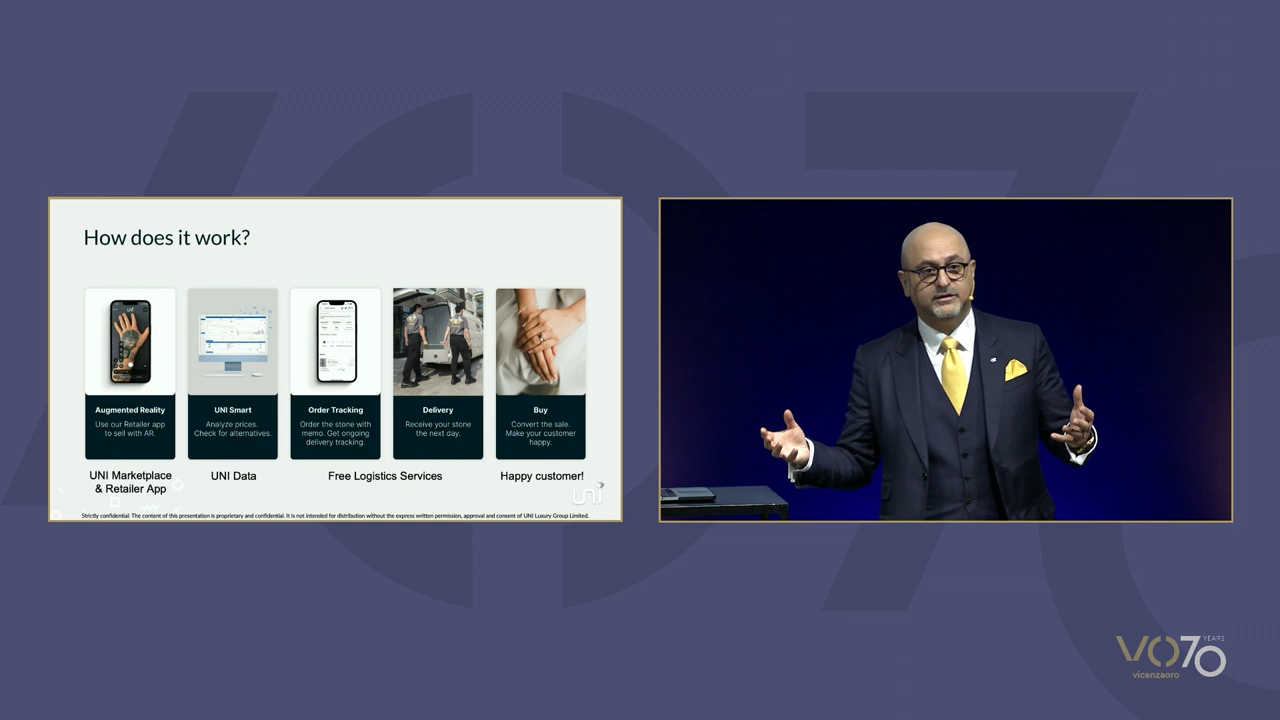 How does it work?
Augmented Reality
Use our Retailer app
to sell with AR.
UNI Smart
Analyze prices.
Check for alternatives.
Order Tracking
Order the stone with
memo. Get ongoing
delivery tracking.
Delivery
Receive your stone
the next day.
Buy
Convert the sale.
Make your customer
happy.
UNI Marketplace
& Retailer App
UNI Data
Free Logistics Services
Happy customer!
uni
Strictly confidential: The content of this presentation is proprietary and confidential. It is not intended for distribution without the express written permission, approval and consent of UNI Luxury Group Limited.
VO70
YEARS
vicenzaoro